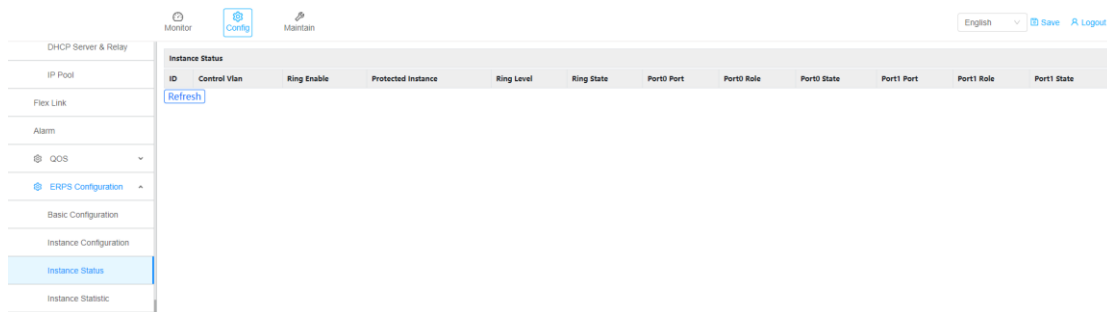 Monitor Config Maintain English Save Logout
DHCP Server & Relay
IP Pool
Flex Link
Alarm
QOS
ERPS Configuration
Basic Configuration
Instance Configuration
Instance Status
Instance Statistic
Instance Status
ID Control Vlan Ring Enable Protected Instance Ring Level Ring State Port0 Port Port0 Role Port0 State Port1 Port Port1 Role Port1 State
Refresh